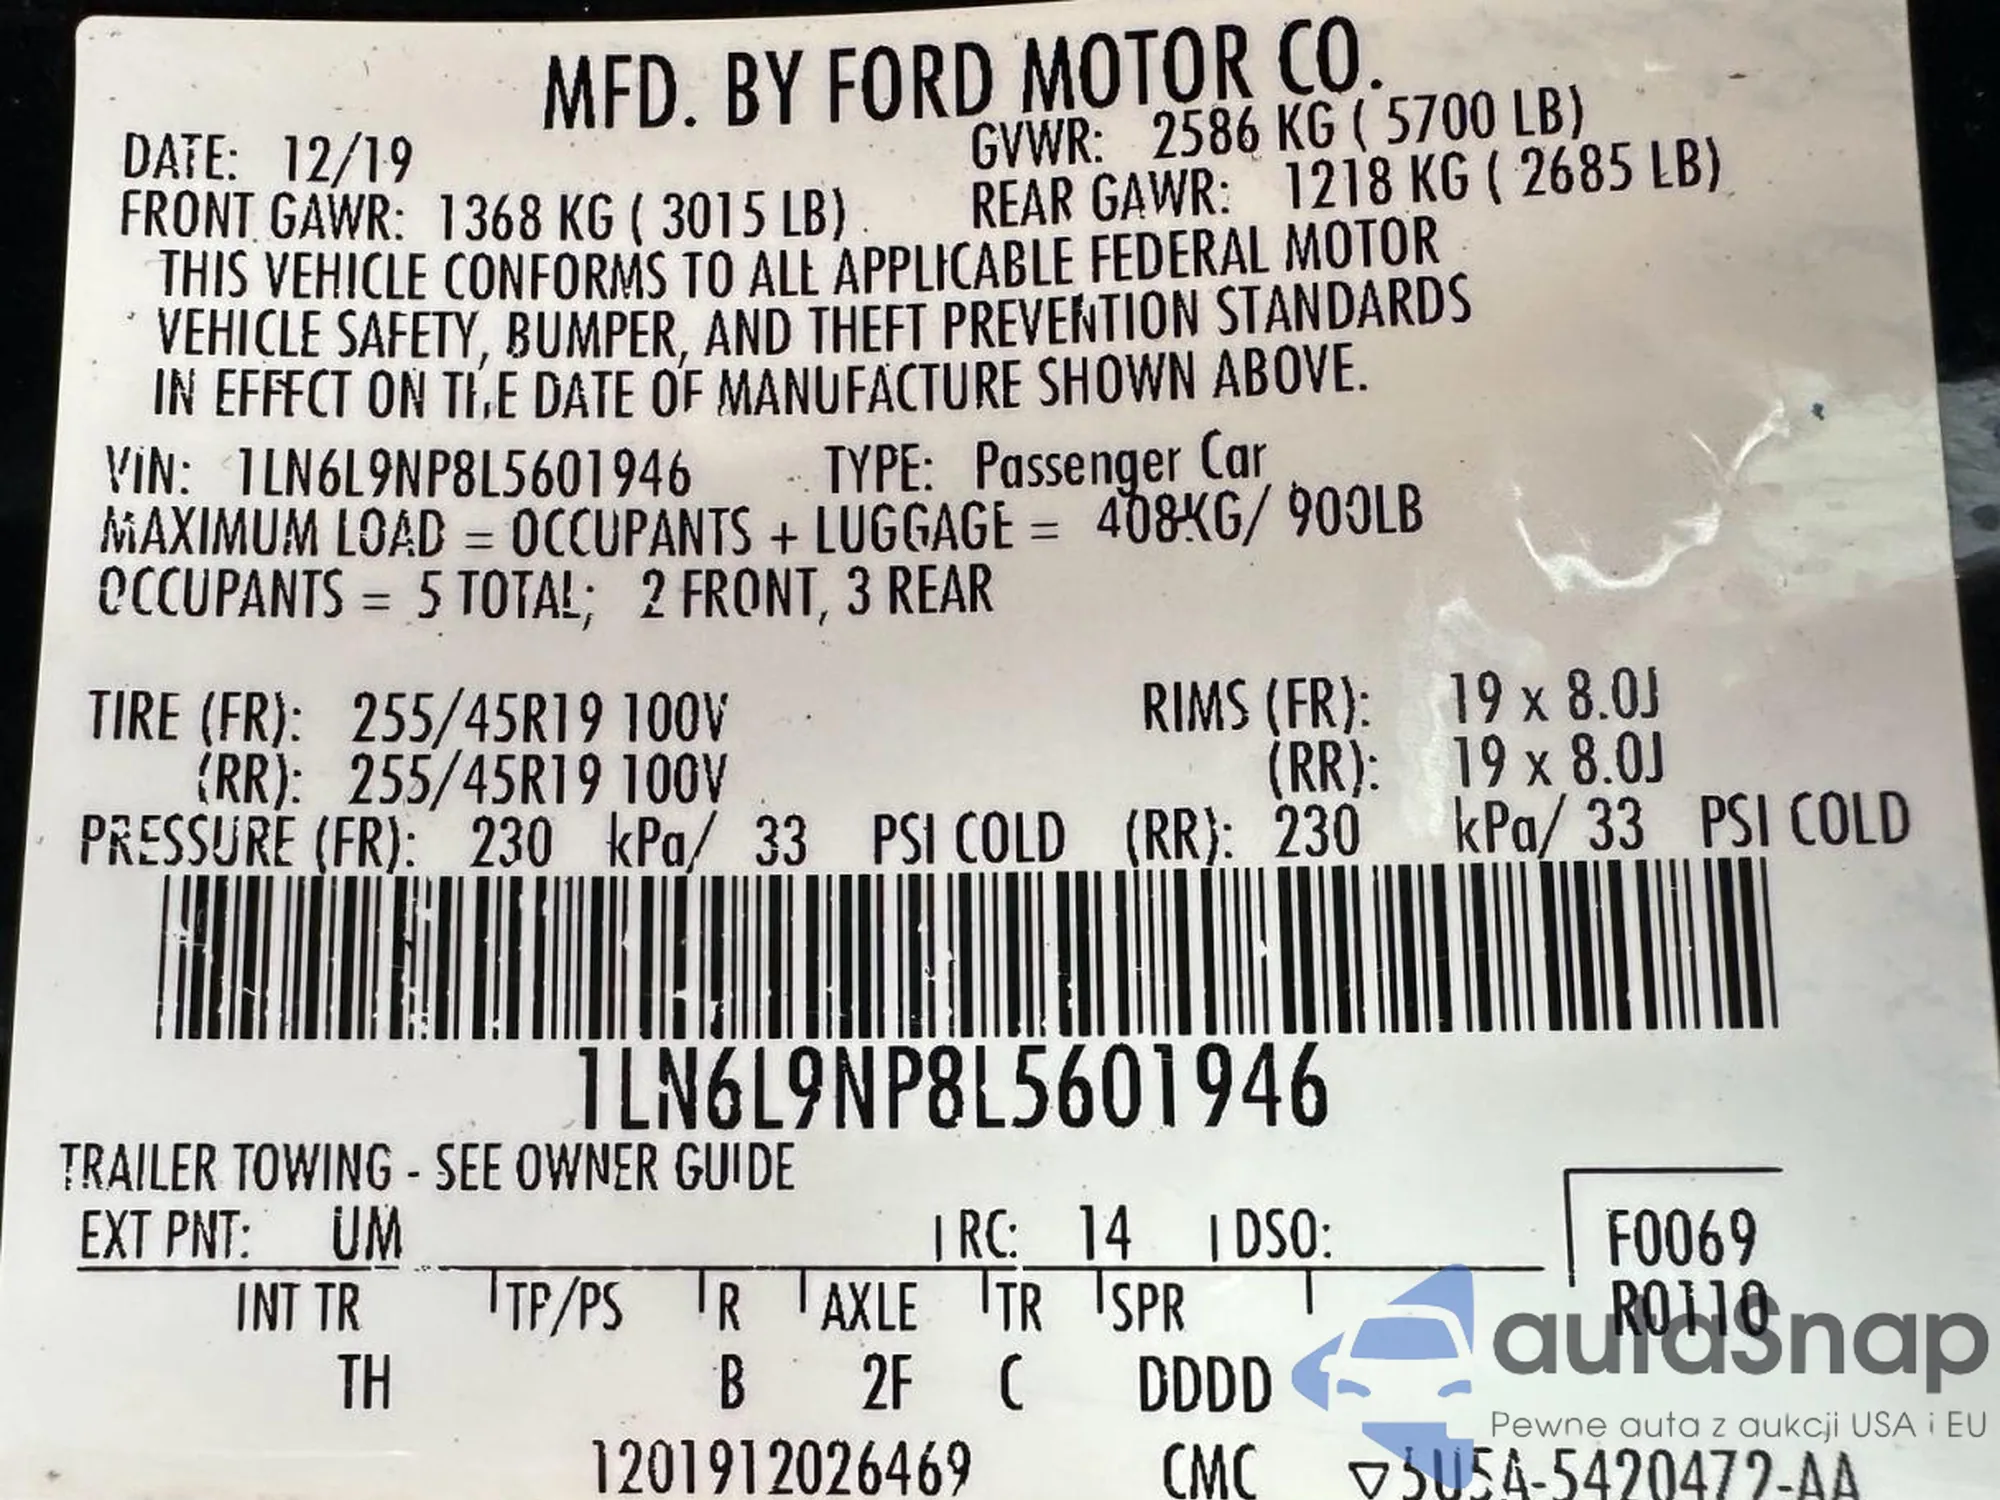 MFD. BY FORD MOTOR CO.
DATE: 12/19 GVWR: 2586 KG ( 5700 LB)
FRONT GAWR: 1368 KG ( 3015 LB) REAR GAWR: 1218 KG ( 2685 LB)
THIS VEHICLE CONFORMS TO ALL APPLICABLE FEDERAL MOTOR
VEHICLE SAFETY, BUMPER, AND THEFT PREVENTION STANDARDS
IN EFFECT ON THE DATE OF MANUFACTURE SHOWN ABOVE.
VIN: 1LN6L9NP8L5601946 TYPE: Passenger Car
MAXIMUM LOAD = OCCUPANTS + LUGGAGE = 408KG/ 900LB
OCCUPANTS = 5 TOTAL; 2 FRONT, 3 REAR
TIRE (FR): 255/45R19 100V RIMS (FR): 19 x 8.0J
(RR): 255/45R19 100V (RR): 19 x 8.0J
PRESSURE (FR): 230 kPa/ 33 PSI COLD (RR): 230 kPa/ 33 PSI COLD
1LN6L9NP8L5601946
TRAILER TOWING - SEE OWNER GUIDE
EXT PNT: UM RC: 14 DSO: F0069
INT TR TP/PS R AXLE TR SPR R0110
TH B 2F C DDDD
autaSnap
Pewne auta z aukcji USA i EU
1201912026469 CMC ▽5U5A-5420472-AA